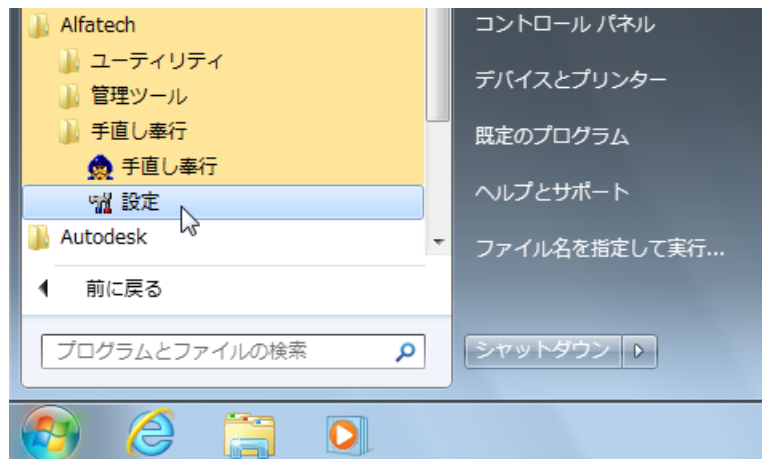 Alfatech
ユーティリティ
管理ツール
手直し奉行
手直し奉行
設定
Autodesk
前に戻る
プログラムとファイルの検索
コントロール パネル
デバイスとプリンター
既定のプログラム
ヘルプとサポート
ファイル名を指定して実行...
シャットダウン